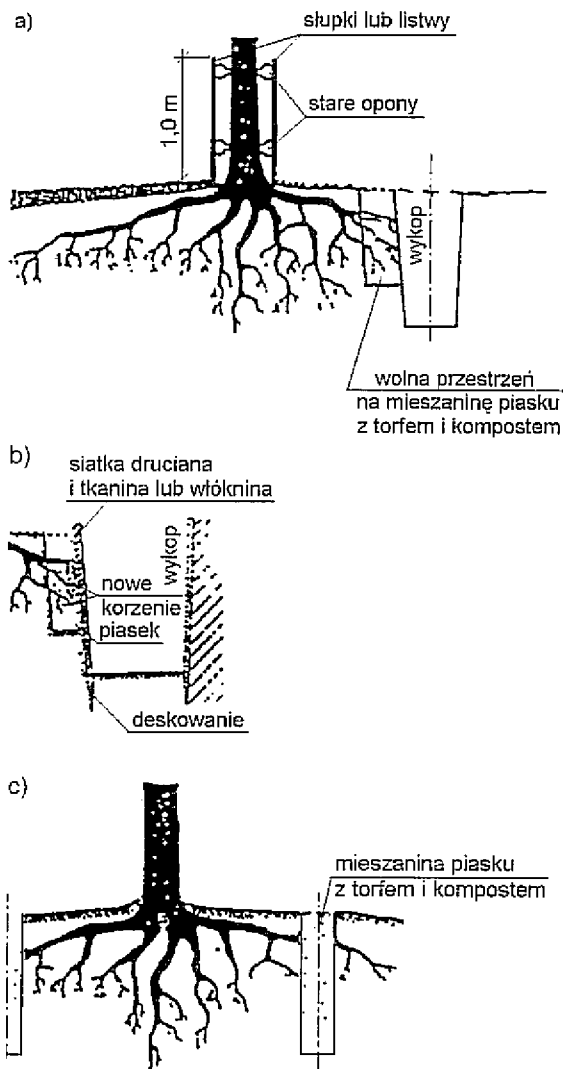 a)
słupki lub listwy
1,0 m
stare opony
wykop
wolna przestrzeń
na mieszaninę piasku
z torfem i kompostem
b)
siatka druciana
i tkanina lub włóknina
wykop
nowe
korzenie
piasek
deskowanie
c)
mieszanina piasku
z torfem i kompostem